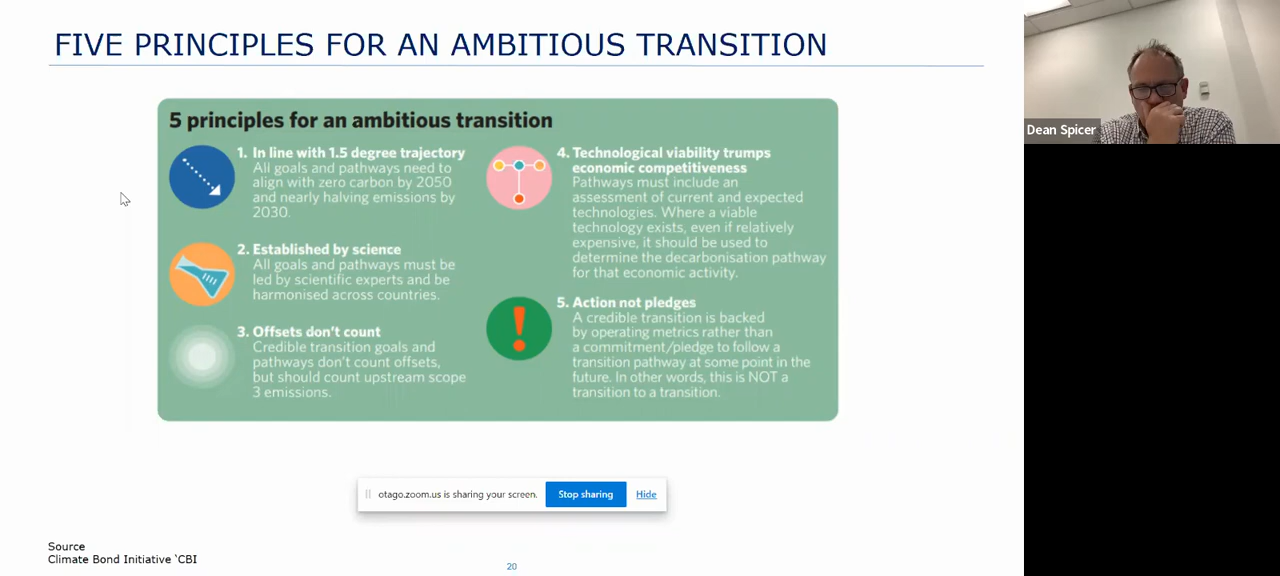 FIVE PRINCIPLES FOR AN AMBITIOUS TRANSITION
5 principles for an ambitious transition
1. In line with 1.5 degree trajectory
All goals and pathways need to
align with zero carbon by 2050
and nearly halving emissions by
2030.
2. Established by science
All goals and pathways must be
led by scientific experts and be
harmonised across countries.
3. Offsets don't count
Credible transition goals and
pathways don't count offsets,
but should count upstream scope
3 emissions.
4. Technological viability trumps
economic competitiveness
Pathways must include an
assessment of current and expected
technologies. Where a viable
technology exists, even if relatively
expensive, it should be used to
determine the decarbonisation pathway
for that economic activity.
5. Action not pledges
A credible transition is backed
by operating metrics rather than
a commitment/pledge to follow a
transition pathway at some point in the
future. In other words, this is NOT a
transition to a transition.
Dean Spicer
otago.zoom.us is sharing your screen.
Stop sharing
Hide
Source
Climate Bond Initiative ‘CBI
20